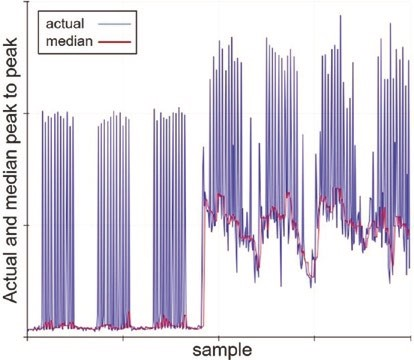 actual
median
Actual and median peak to peak
sample